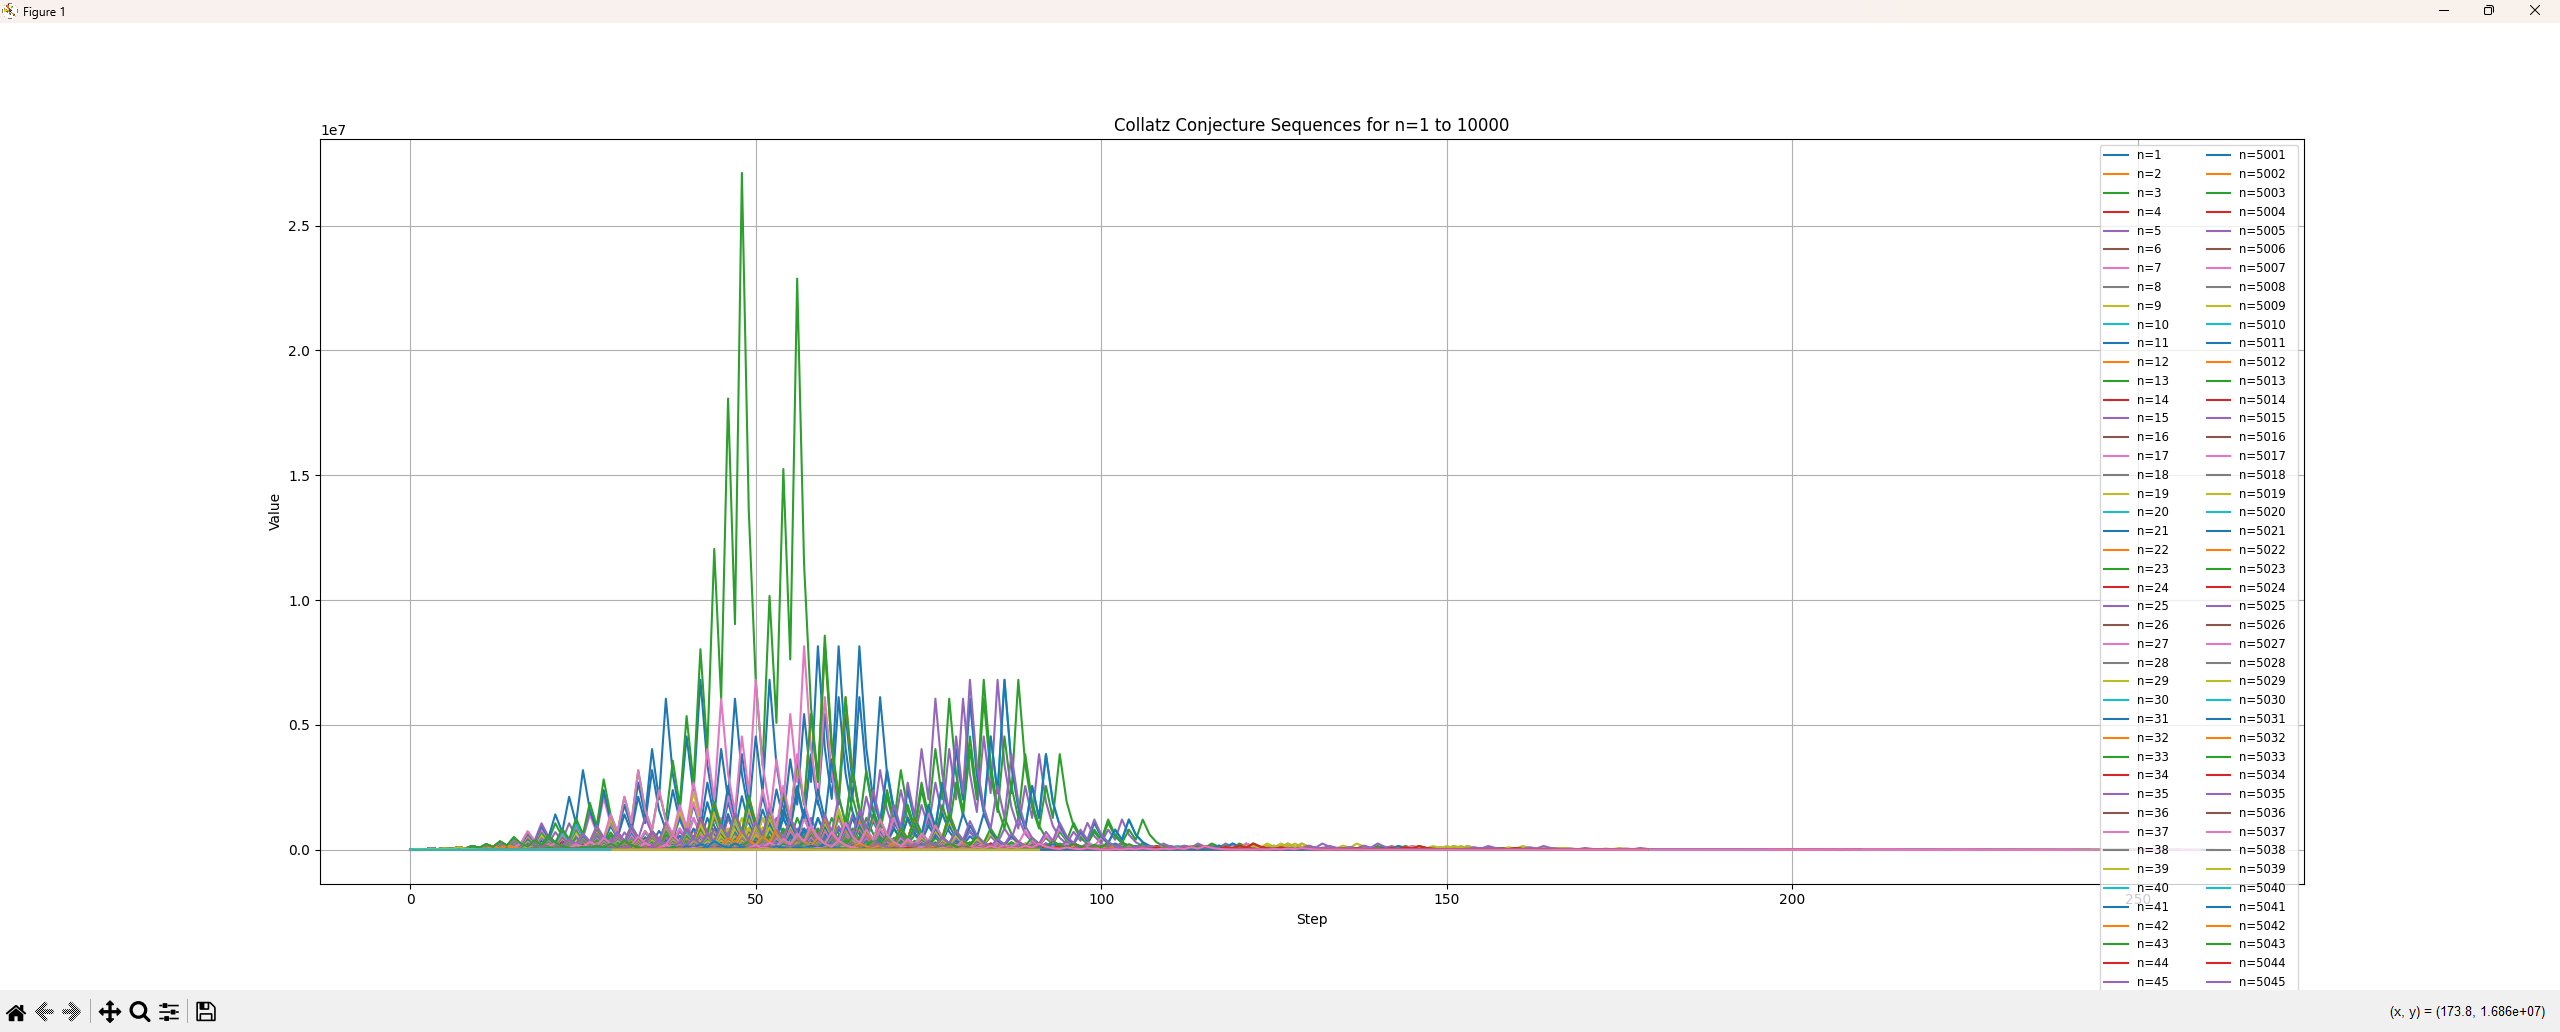 Figure 1
Collatz Conjecture Sequences for n=1 to 10000
1e7
2.5
2.0
1.5
1.0
0.5
0.0
Value
0 50 100 150 200 250
Step
n=1 n=5001
n=2 n=5002
n=3 n=5003
n=4 n=5004
n=5 n=5005
n=6 n=5006
n=7 n=5007
n=8 n=5008
n=9 n=5009
n=10 n=5010
n=11 n=5011
n=12 n=5012
n=13 n=5013
n=14 n=5014
n=15 n=5015
n=16 n=5016
n=17 n=5017
n=18 n=5018
n=19 n=5019
n=20 n=5020
n=21 n=5021
n=22 n=5022
n=23 n=5023
n=24 n=5024
n=25 n=5025
n=26 n=5026
n=27 n=5027
n=28 n=5028
n=29 n=5029
n=30 n=5030
n=31 n=5031
n=32 n=5032
n=33 n=5033
n=34 n=5034
n=35 n=5035
n=36 n=5036
n=37 n=5037
n=38 n=5038
n=39 n=5039
n=40 n=5040
n=41 n=5041
n=42 n=5042
n=43 n=5043
n=44 n=5044
n=45 n=5045
(x, y) = (173.8, 1.686e+07)